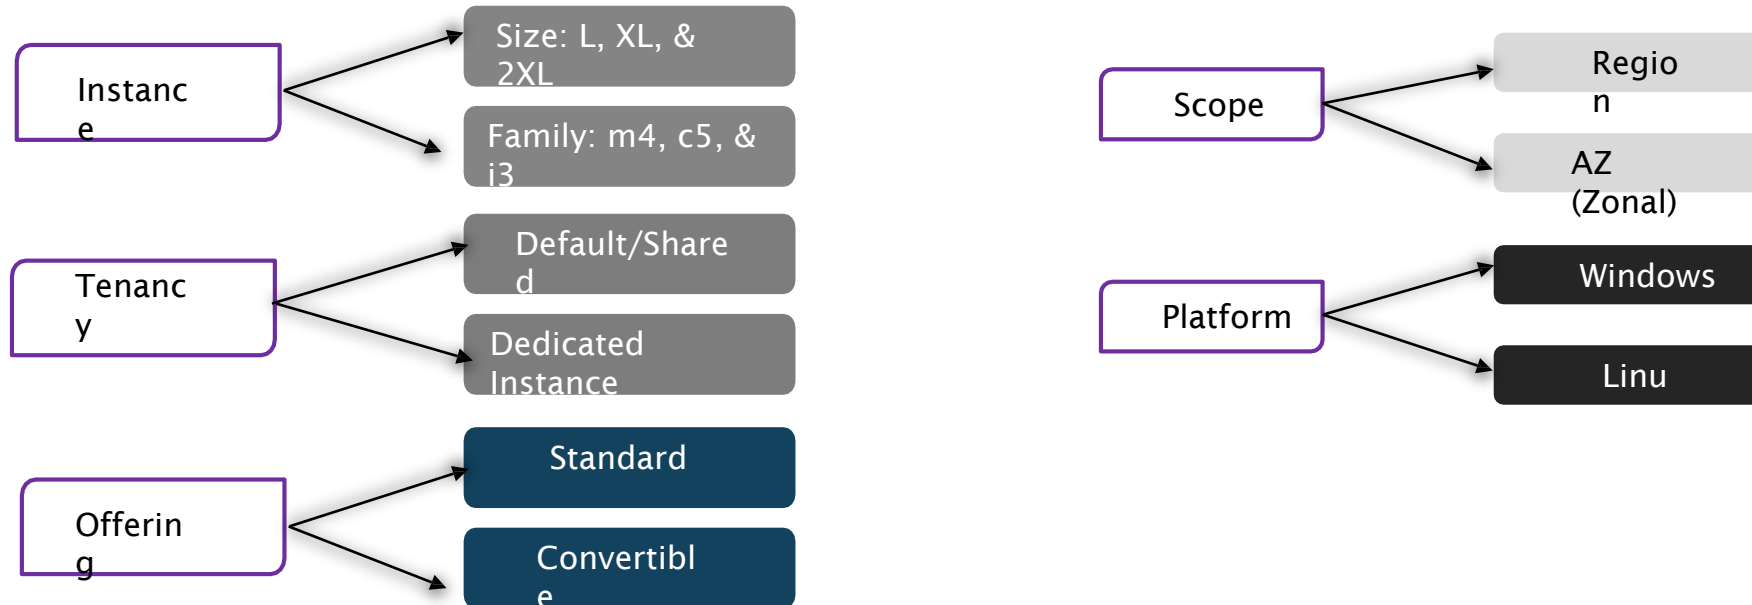 Instanc
e
Size: L, XL, &
2XL
Family: m4, c5, &
i3
Tenanc
y
Default/Share
d
Dedicated
Instance
Offerin
g
Standard
Convertibl
e
Scope
Regio
n
AZ
(Zonal)
Platform
Windows
Linu